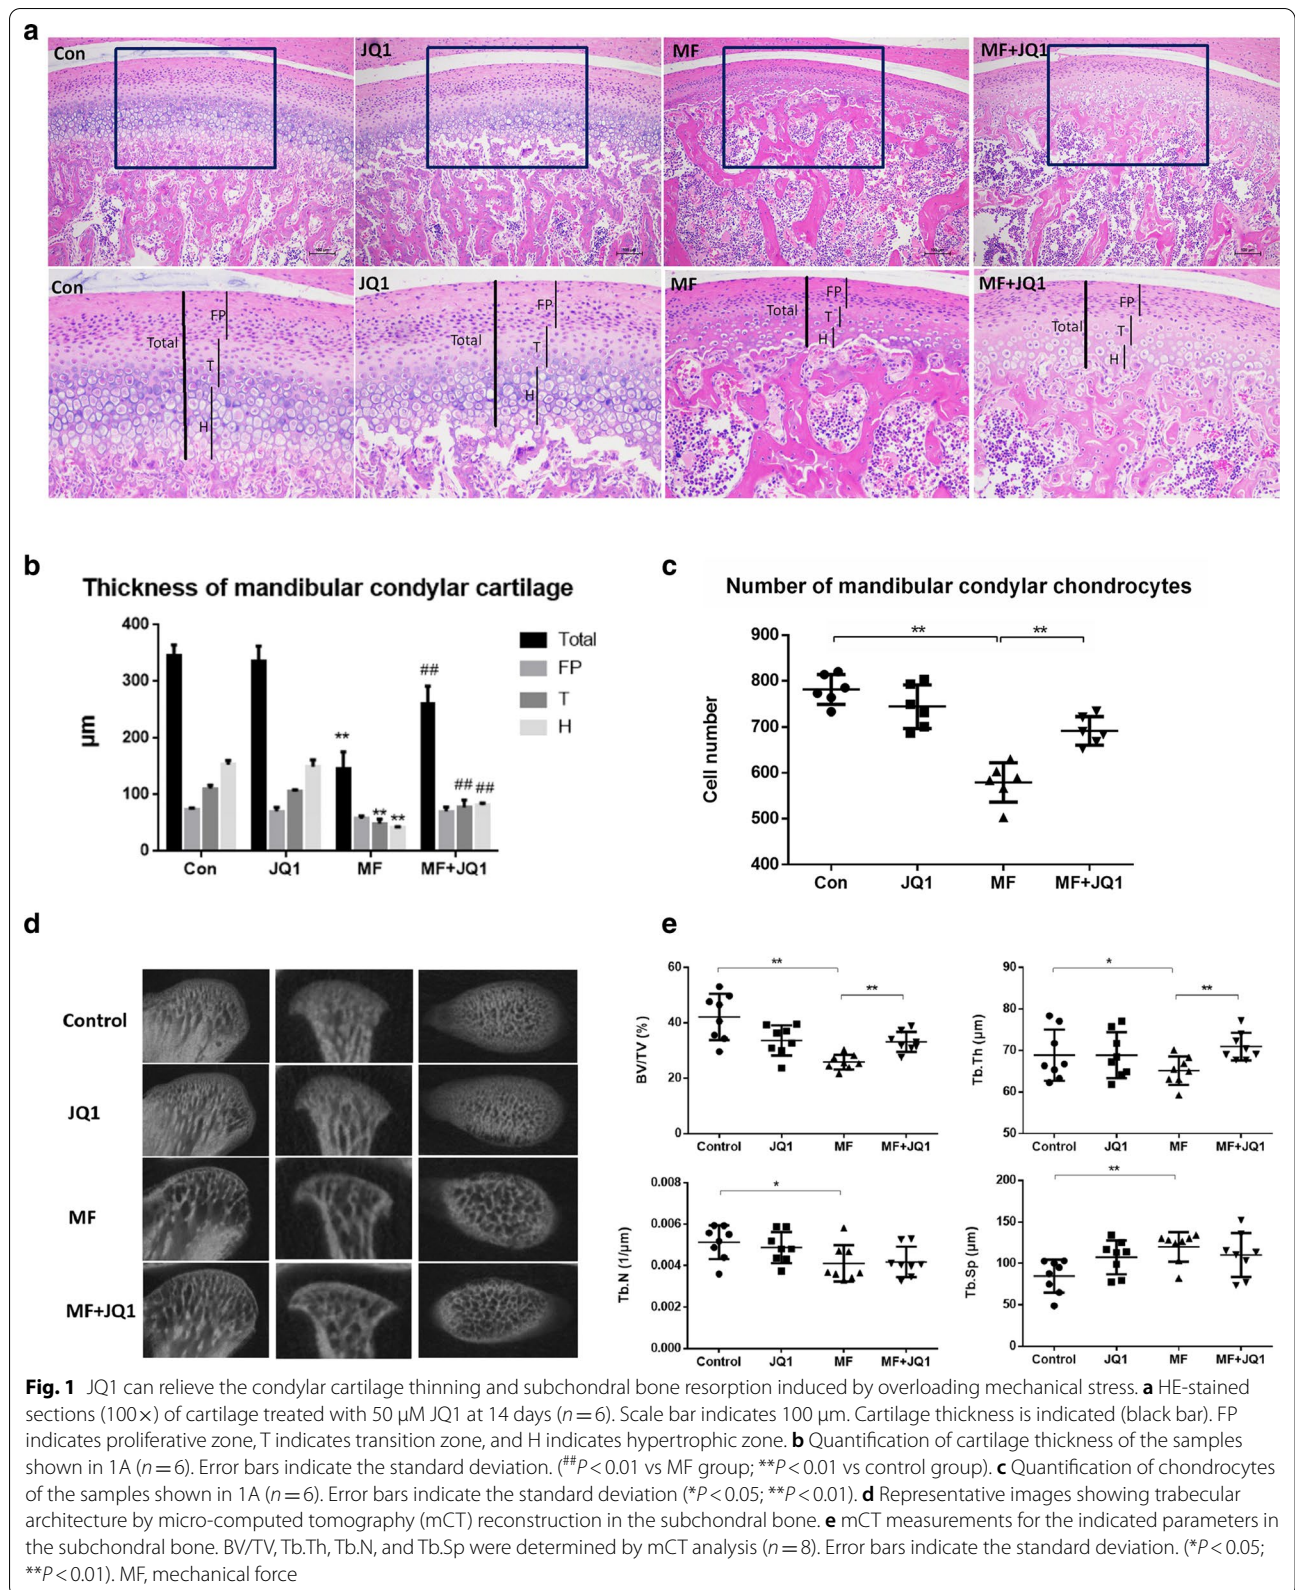 a
Con
JQ1
MF
MF+JQ1
Con
FP
Total
T
H
JQ1
FP
Total
T
H
MF
FP
Total
T
H
MF+JQ1
FP
Total
T
H
b
Thickness of mandibular condylar cartilage
400
300
200
100
0
µm
**
**
**
##
##
##
Con
JQ1
MF
MF+JQ1
Total
FP
T
H
c
Number of mandibular condylar chondrocytes
900
800
700
600
500
400
Cell number
**
**
Con
JQ1
MF
MF+JQ1
d
Control
JQ1
MF
MF+JQ1
e
60
40
20
0
BV/TV (%)
**
**
Control
JQ1
MF
MF+JQ1
90
80
70
60
50
Tb.Th (µm)
*
**
Control
JQ1
MF
MF+JQ1
0.008
0.006
0.004
0.002
0.000
Tb.N (1/µm)
*
Control
JQ1
MF
MF+JQ1
200
150
100
50
0
Tb.Sp (µm)
**
Control
JQ1
MF
MF+JQ1
Fig. 1 JQ1 can relieve the condylar cartilage thinning and subchondral bone resorption induced by overloading mechanical stress. a HE-stained
sections (100×) of cartilage treated with 50 µM JQ1 at 14 days (n = 6). Scale bar indicates 100 µm. Cartilage thickness is indicated (black bar). FP
indicates proliferative zone, T indicates transition zone, and H indicates hypertrophic zone. b Quantification of cartilage thickness of the samples
shown in 1A (n = 6). Error bars indicate the standard deviation. (##P < 0.01 vs MF group; **P < 0.01 vs control group). c Quantification of chondrocytes
of the samples shown in 1A (n = 6). Error bars indicate the standard deviation (*P < 0.05; **P < 0.01). d Representative images showing trabecular
architecture by micro-computed tomography (mCT) reconstruction in the subchondral bone. e mCT measurements for the indicated parameters in
the subchondral bone. BV/TV, Tb.Th, Tb.N, and Tb.Sp were determined by mCT analysis (n = 8). Error bars indicate the standard deviation. (*P < 0.05;
**P < 0.01). MF, mechanical force